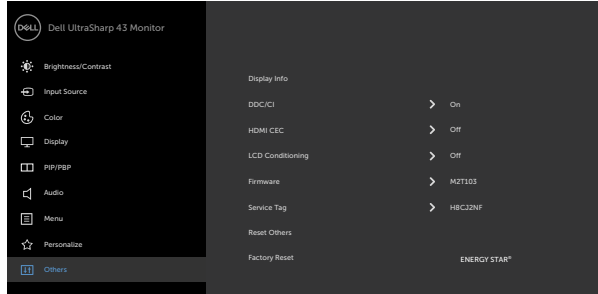 DELL Dell UltraSharp 43 Monitor
Brightness/Contrast
Input Source
Color
Display
PIP/PBP
Audio
Menu
Personalize
Others
Display Info
DDC/CI > On
HDMI CEC > Off
LCD Conditioning > Off
Firmware > M2T103
Service Tag > H8CJ2NF
Reset Others
Factory Reset ENERGY STAR®